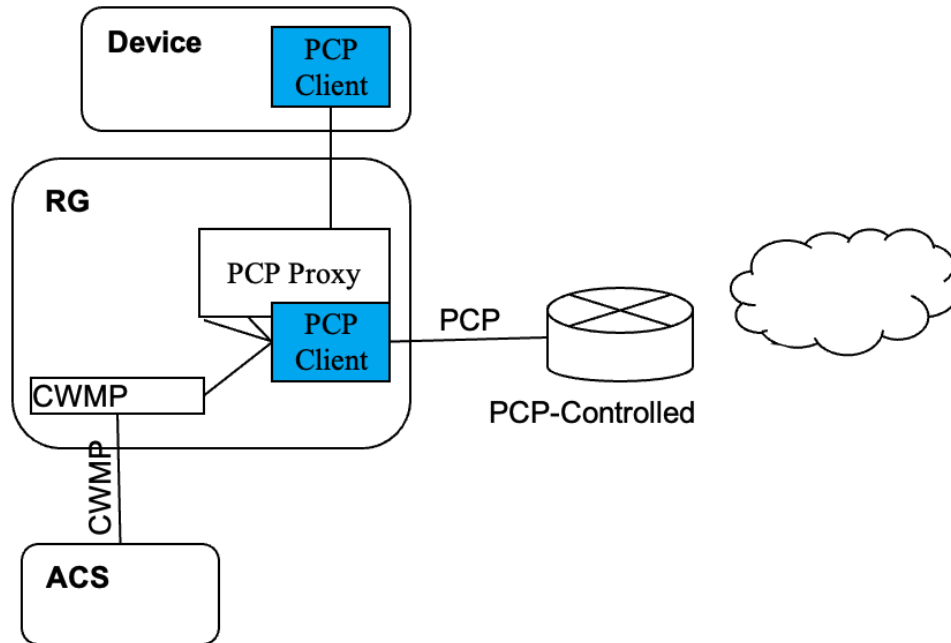 Device
PCP
Client
RG
PCP Proxy
PCP
Client
PCP
CWMP
PCP-Controlled
CWMP
ACS